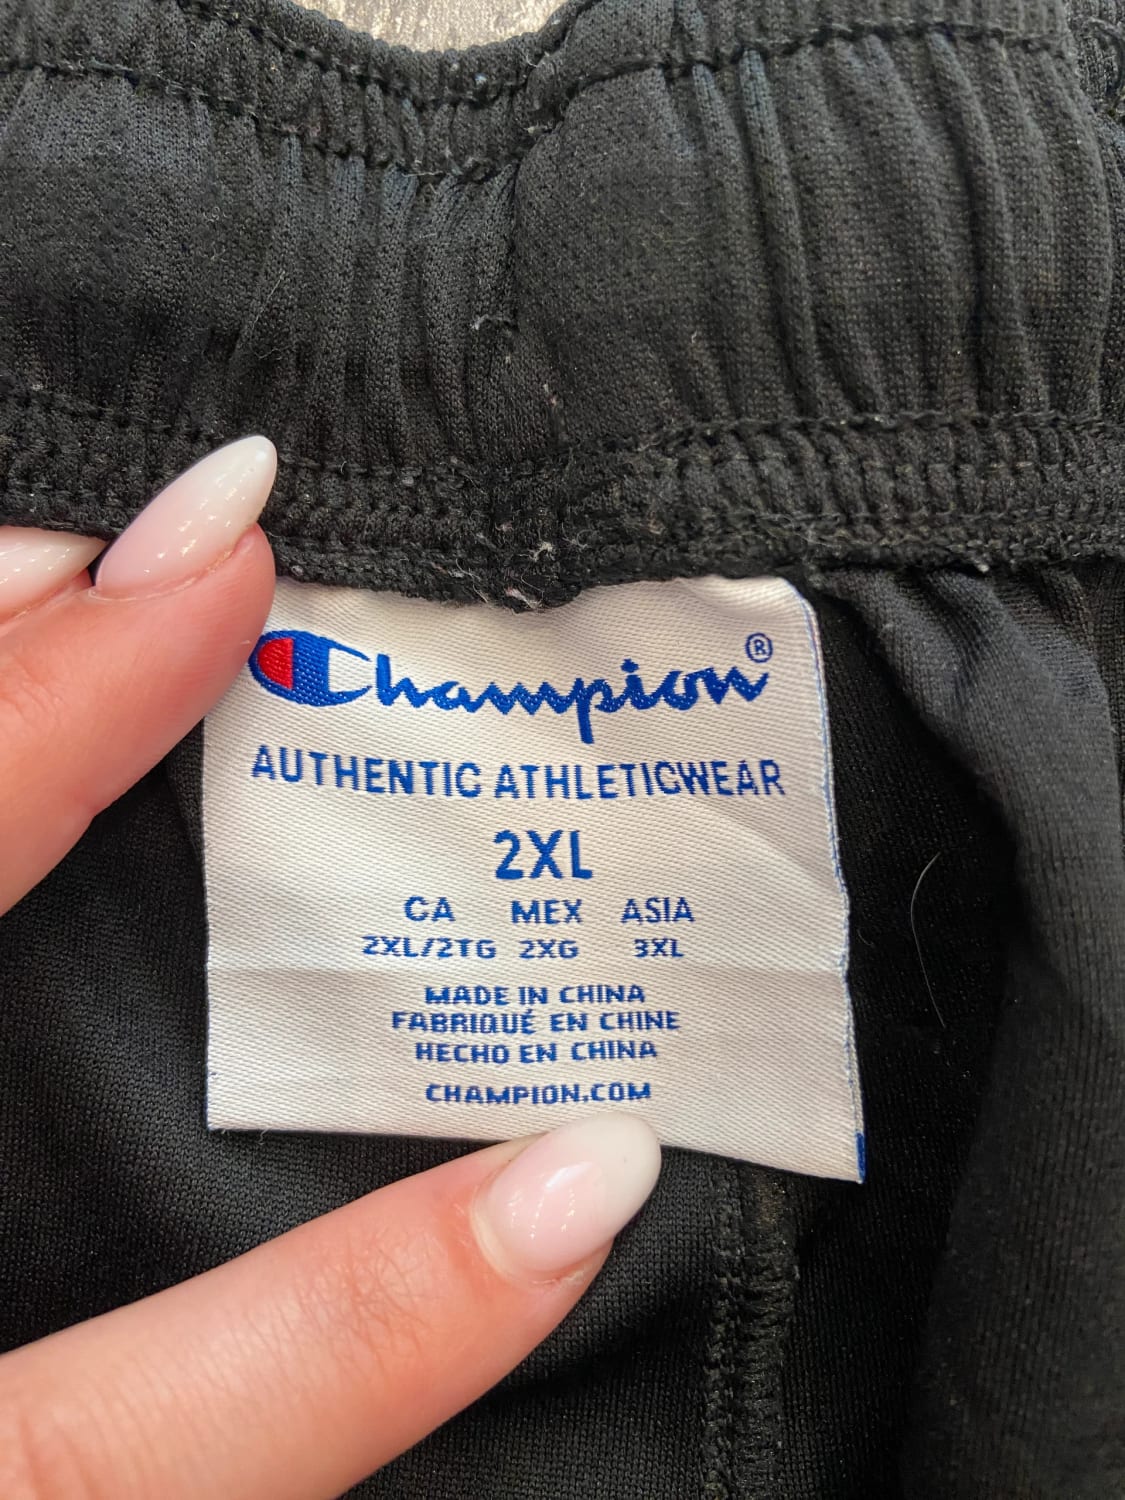 Champion®
AUTHENTIC ATHLETICWEAR
2XL
CA MEX ASIA
2XL/2TG 2XG 3XL
MADE IN CHINA
FABRIQUÉ EN CHINE
HECHO EN CHINA
CHAMPION.COM